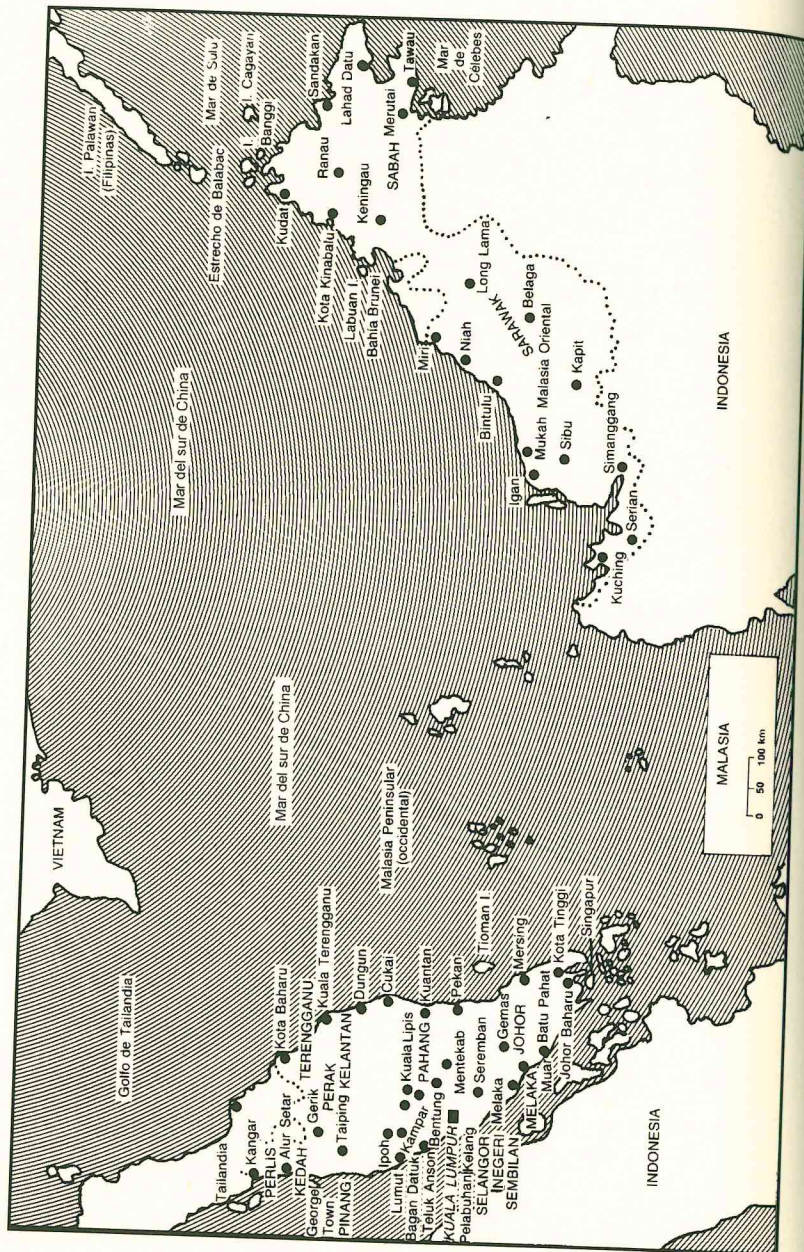 I. Palawan
(Filipinas)
Mar de Sulu
Estrecho de Balabac
I. Cagayan
I.
Banggi
Sandakan
Lahad Datu
Tawau
Mar
de
Célebes
Merutai
SABAH
Ranau
Keningau
Kudat
Kota Kinabalu
Labuan I.
Bahía Brunei
Miri
Niah
Long Lama
SARAWAK
Belaga
Bintulu
Malasia Oriental
Mukah
Kapit
Sibu
Igan
Simanggang
Serian
Kuching
INDONESIA
Mar del sur de China
VIETNAM
Mar del sur de China
Golfo de Tailandia
Malasia Peninsular
(occidental)
Tailandia
Kangar
PERLIS
Alur Setar
KEDAH
George
Town
PINANG
Kota Baharu
TERENGGANU
Gerik
PERAK
Taiping
KELANTAN
Kuala Terengganu
Dungun
Cukai
Kuantan
Pekan
Tioman I.
Ipoh
Lumut
Kampar
Bagan Datuk
Teluk Anson
Kuala Lipis
PAHANG
Bentung
Mentekab
KUALA LUMPUR
Pelabuhan Kelang
Seremban
SELANGOR
NEGERI
SEMBILAN
Melaka
MELAKA
Gemas
JOHOR
Mersing
Muar
Batu Pahat
Kota Tinggi
Johor Baharu
Singapur
INDONESIA
MALASIA
0 50 100 km